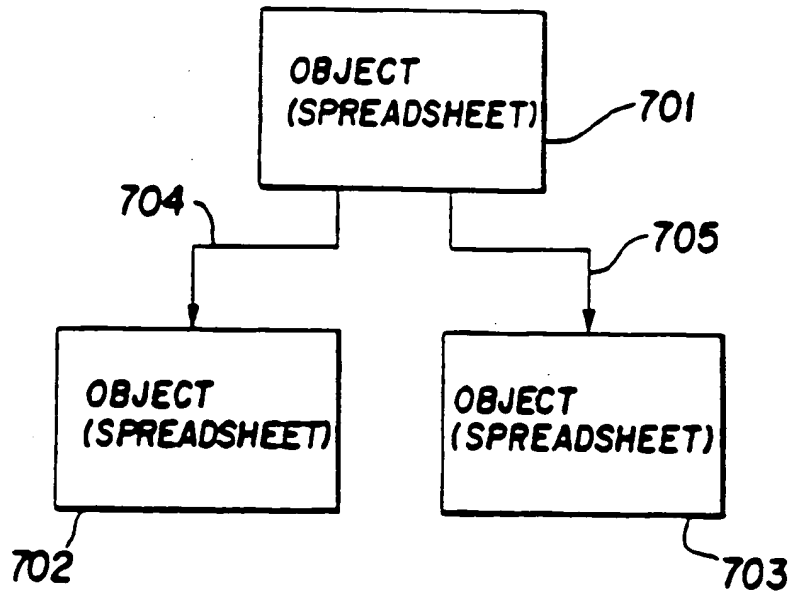 OBJECT
(SPREADSHEET)
701
704
705
OBJECT
(SPREADSHEET)
OBJECT
(SPREADSHEET)
702
703